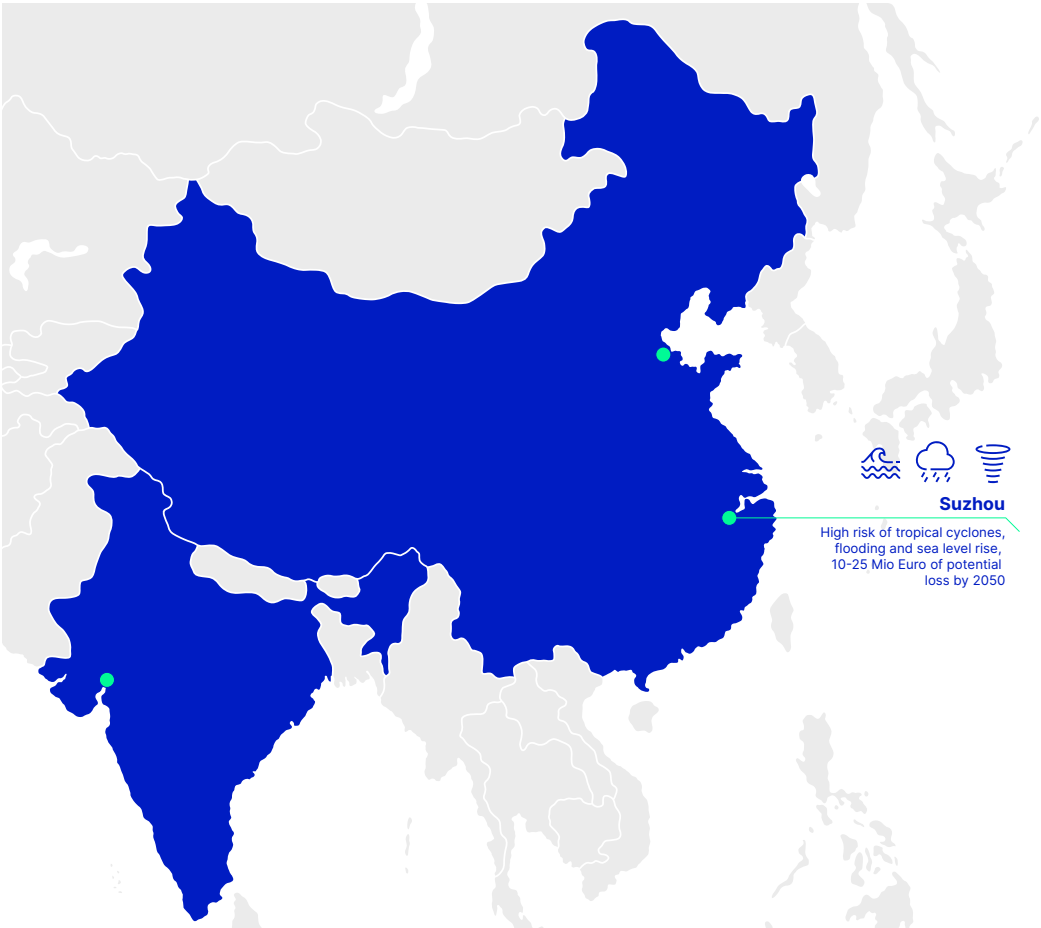 Suzhou
High risk of tropical cyclones,
flooding and sea level rise,
10-25 Mio Euro of potential
loss by 2050